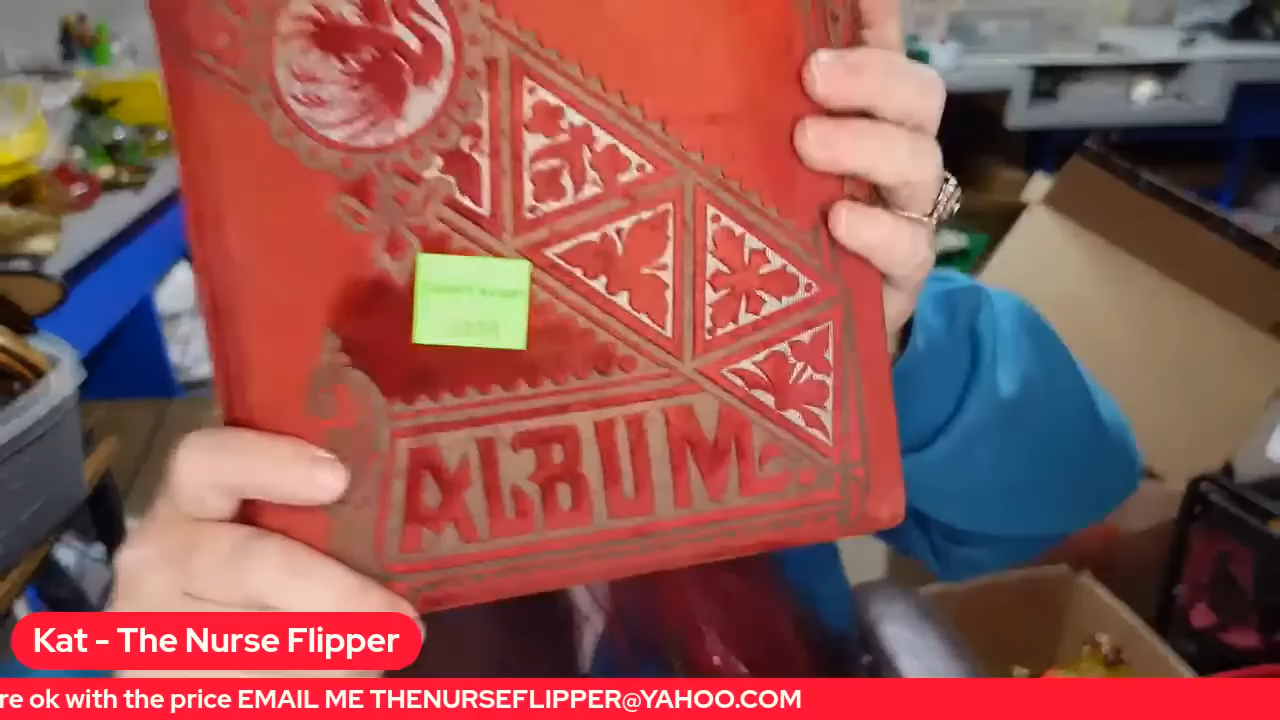 ALBUM
Kat - The Nurse Flipper
re ok with the price EMAIL ME THENURSEFLIPPER@YAHOO.COM